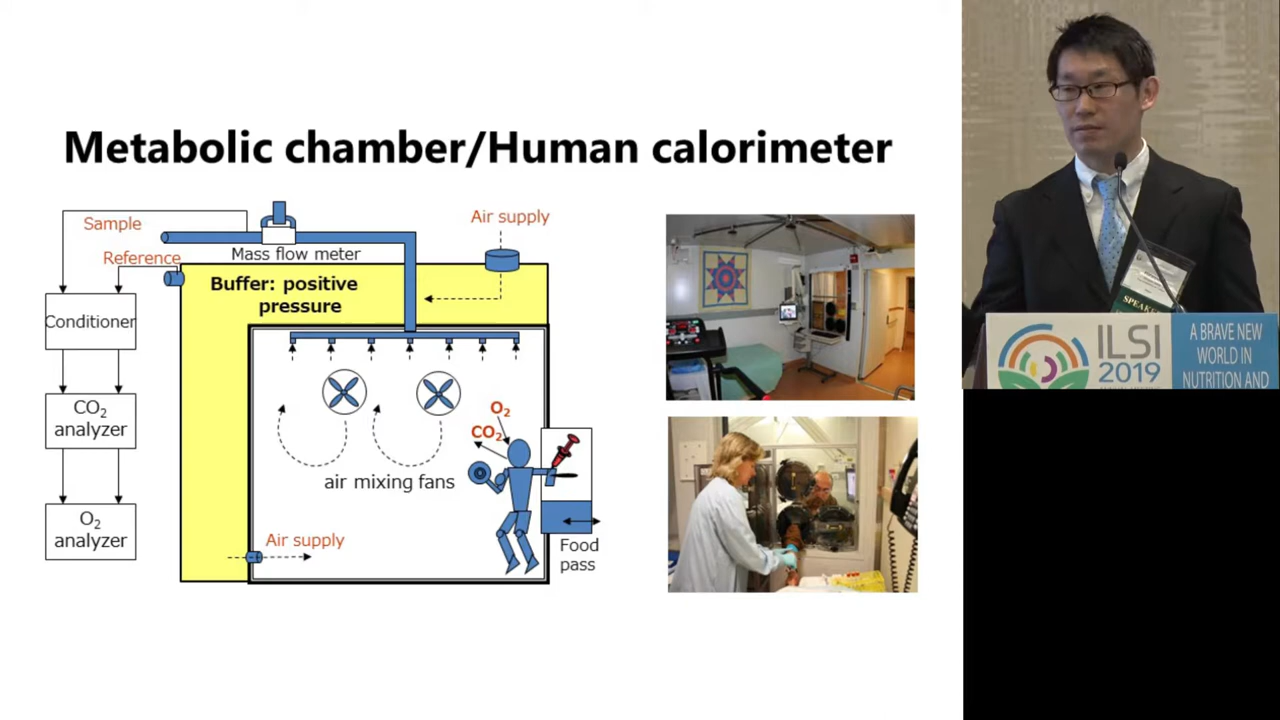 Metabolic chamber/Human calorimeter
Sample
Air supply
Mass flow meter
Reference
Buffer: positive
pressure
Conditioner
CO₂
analyzer
O₂
CO₂
air mixing fans
O₂
analyzer
Air supply
Food
pass
SPEAKE
ILSI
2019
A BRAVE NEW
WORLD IN
NUTRITION AND